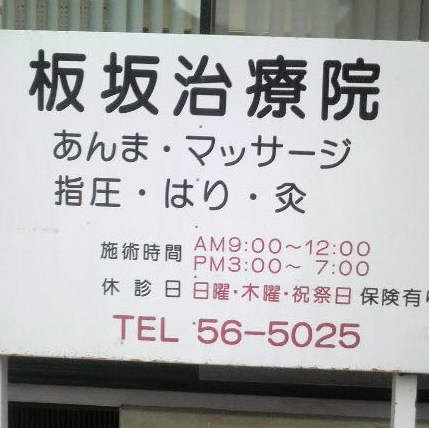 板坂治療院
あんま・マッサージ
指圧・はり・灸
施術時間 AM9:00～12:00
PM3:00～ 7:00
休診日 日曜・木曜・祝祭日 保険有
TEL 56-5025